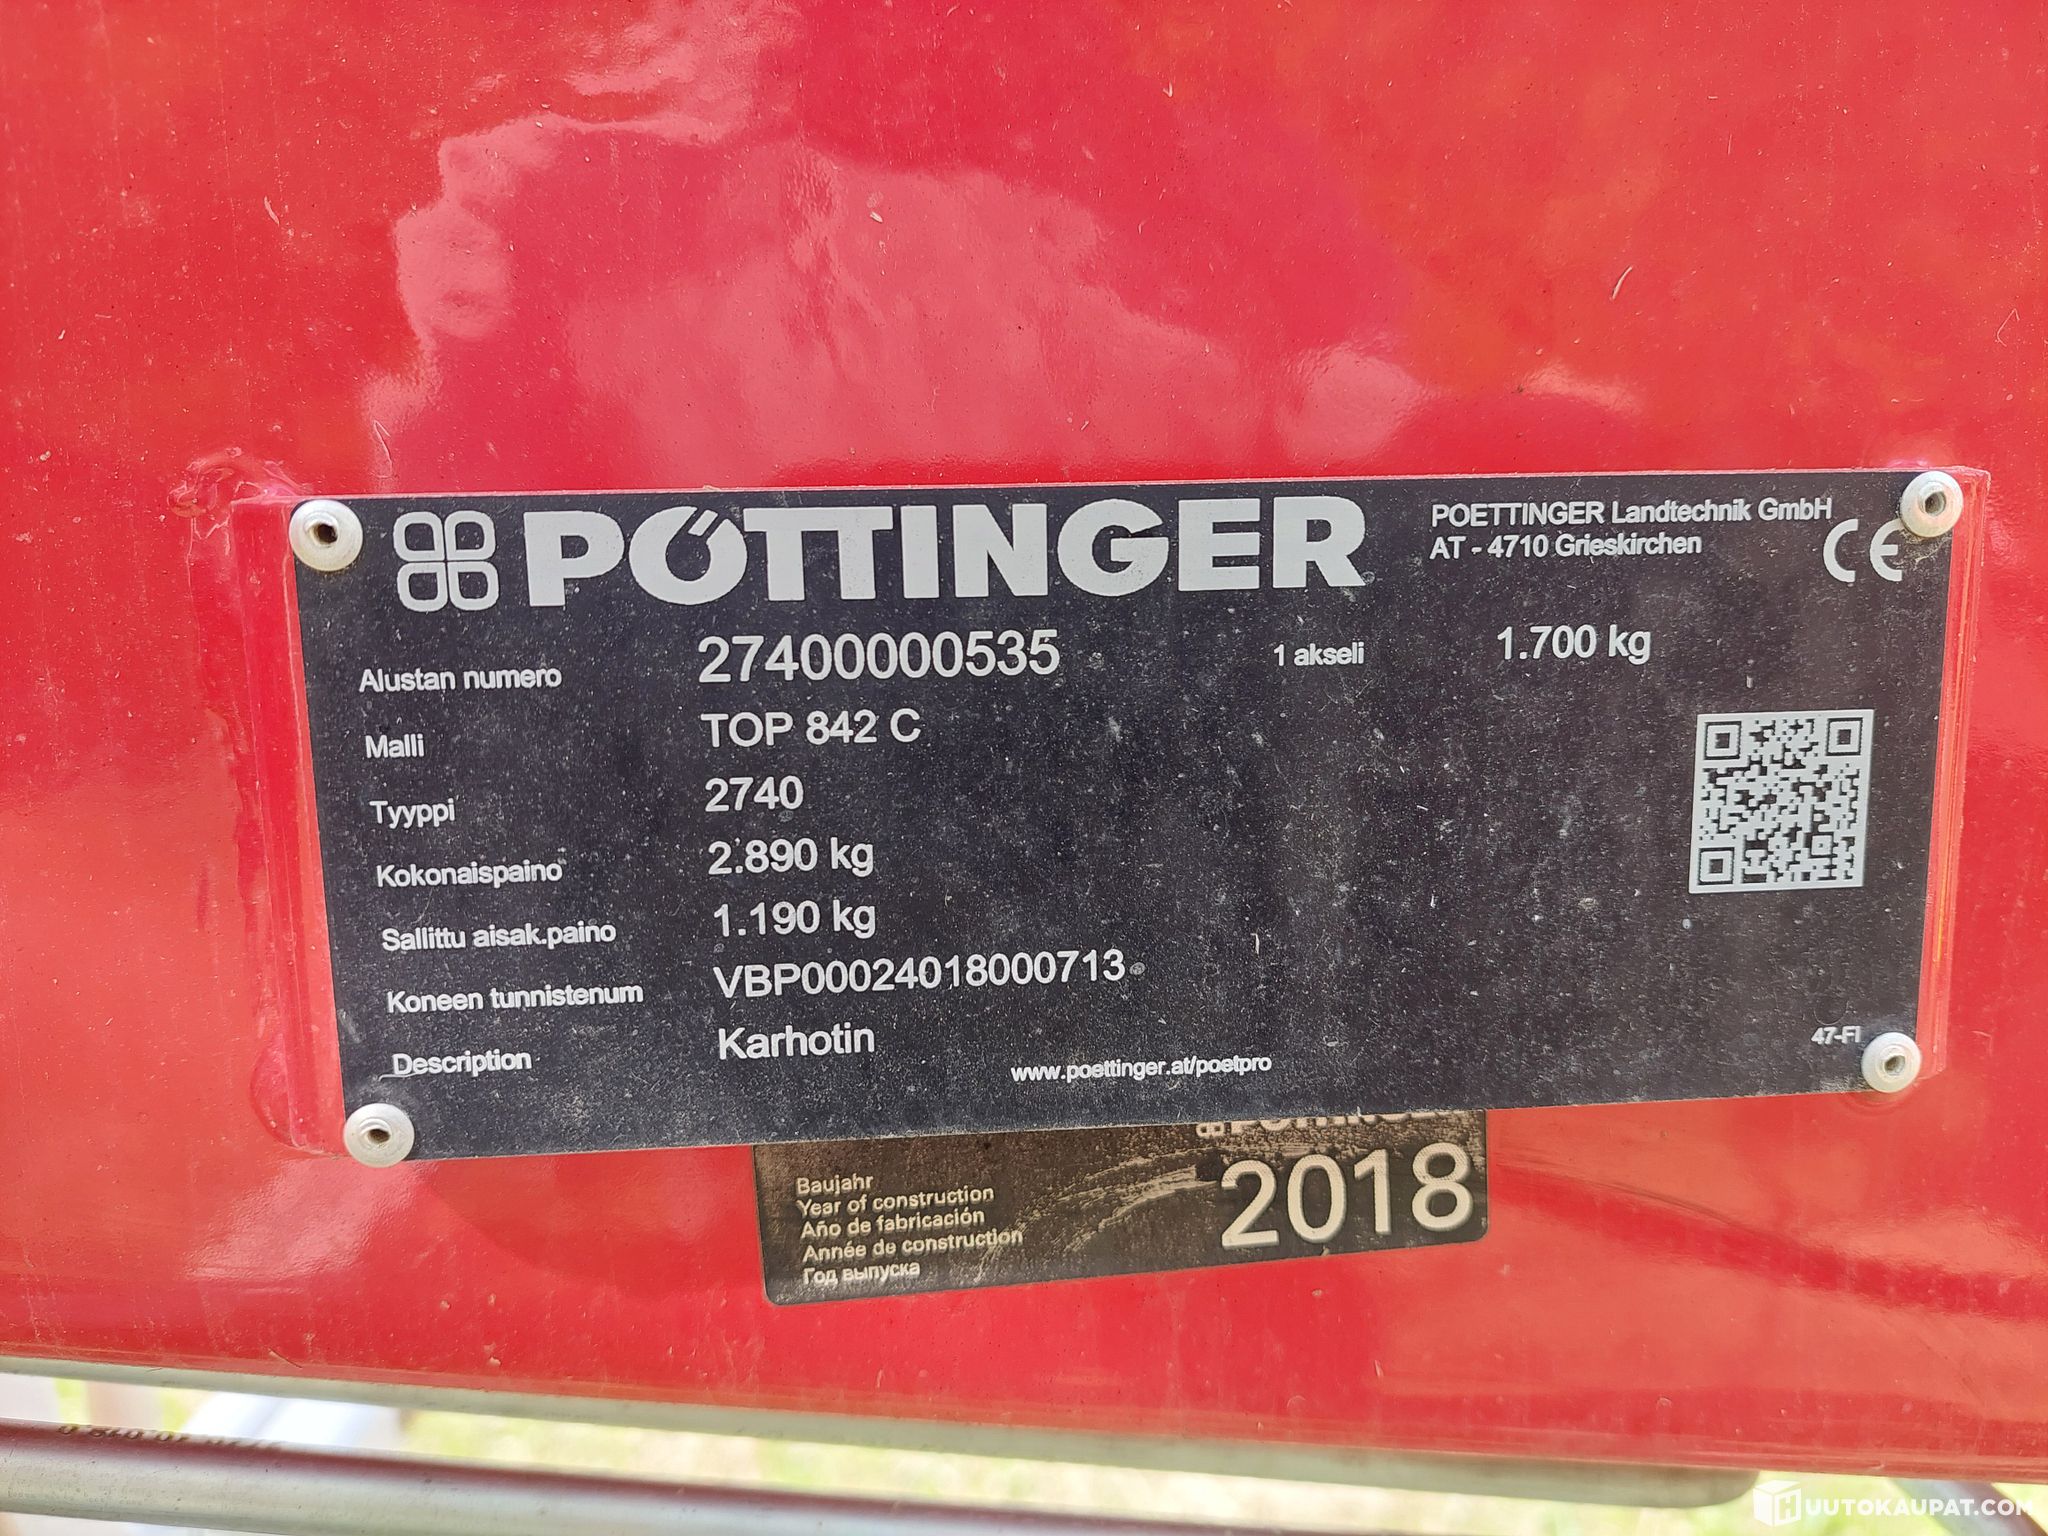 PÖTTINGER
POETTINGER Landtechnik GmbH
AT - 4710 Grieskirchen
CE
Alustan numero 27400000535 1 akseli 1.700 kg
Malli TOP 842 C
Tyyppi 2740
Kokonaispaino 2.890 kg
Sallittu aisak.paino 1.190 kg
Koneen tunnistenum VBP00024018000713
Description Karhotin
www.poettinger.at/poetpro
47-FI
Baujahr
Year of construction
Año de fabricación
Année de construction
Год выпуска
2018
HUUTOKAUPAT.COM